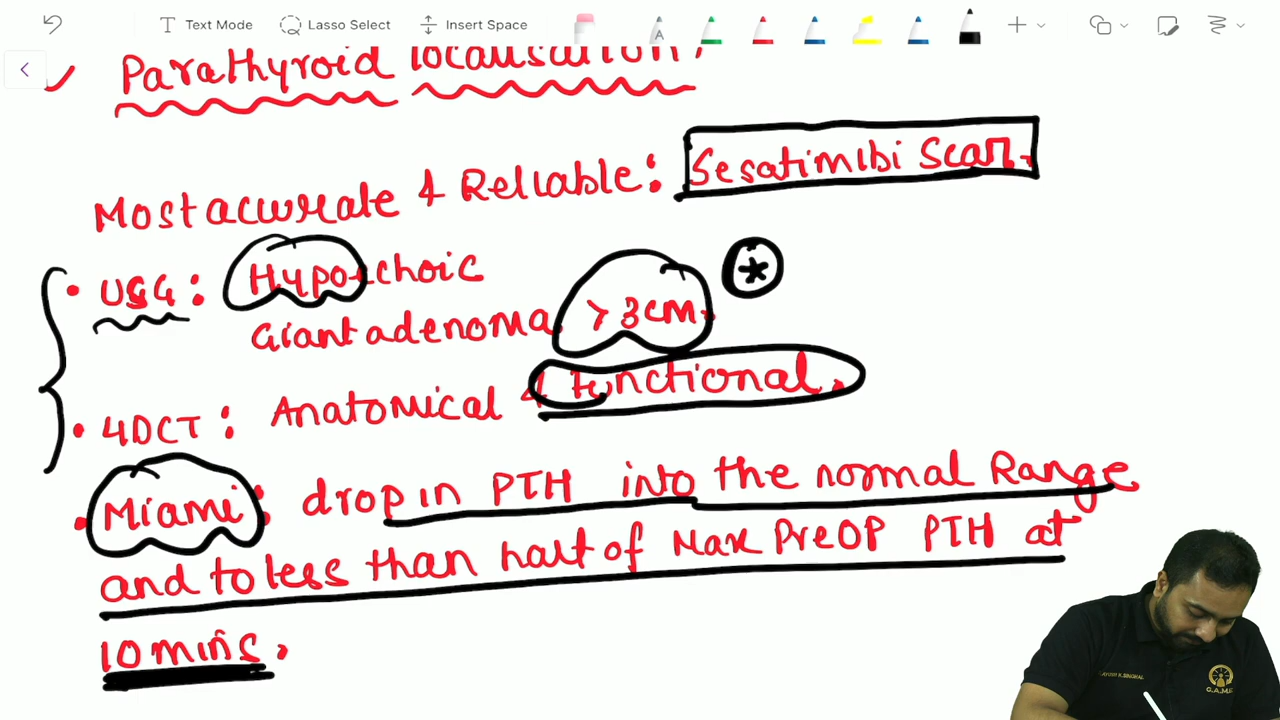 Text Mode
Lasso Select
Insert Space
Parathyroid localisation
Most accurate & Reliable: Sesatimibi Scan.
• USG: Hypoechoic
Giant adenoma > 3cm.
*
• 4DCT: Anatomical & functional.
• Miami: drop in PTH into the normal Range
and to less than half of Max PreOP PTH at
10 mins.
G.A.M.S